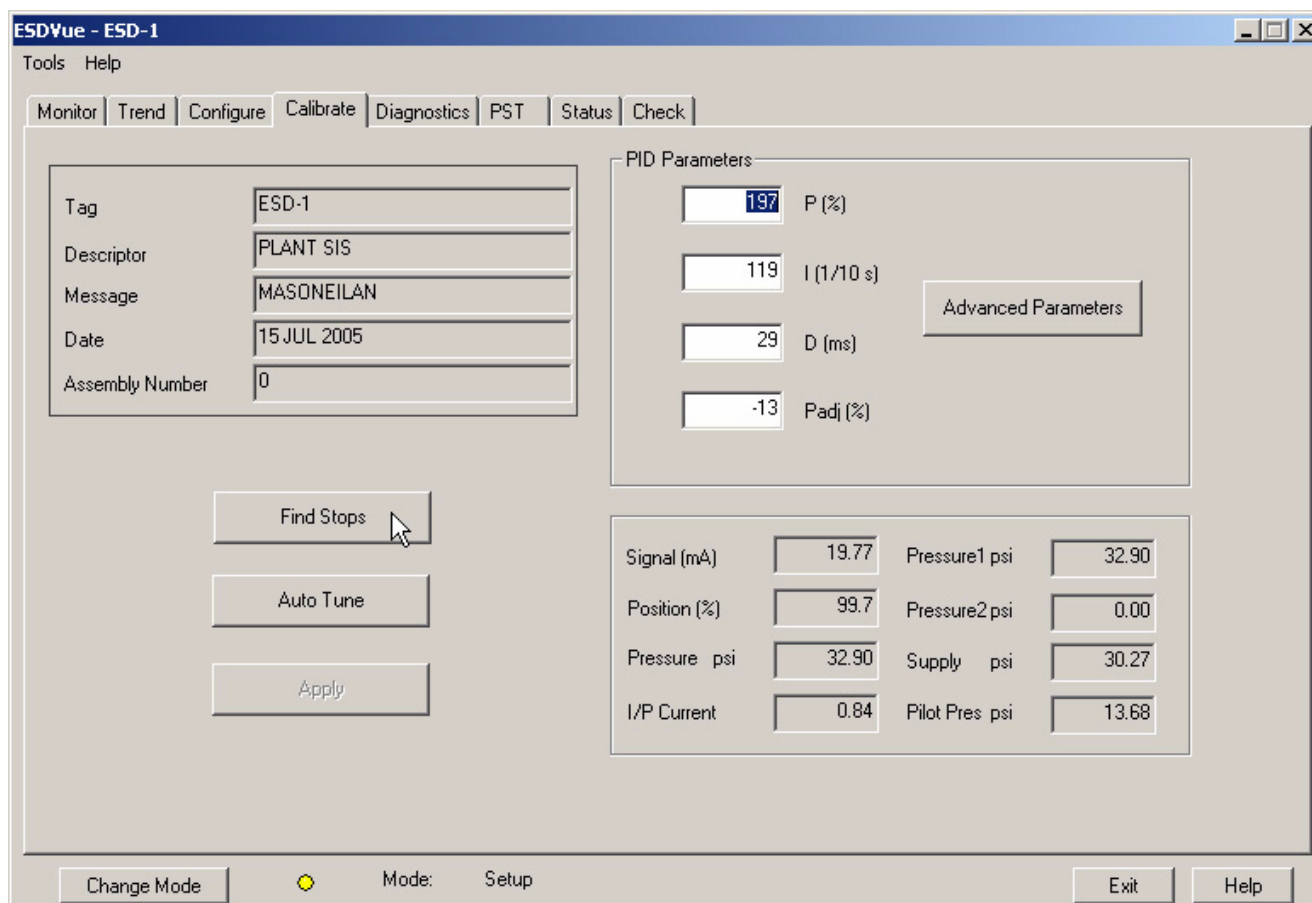 ESDVue - ESD-1
Tools Help
Monitor Trend Configure Calibrate Diagnostics PST Status Check
Tag ESD-1
Descriptor PLANT SIS
Message MASONEILAN
Date 15 JUL 2005
Assembly Number 0
Find Stops
Auto Tune
Apply
PID Parameters
197 P (%)
119 I (1/10 s)
29 D (ms)
-13 Padj (%)
Advanced Parameters
Signal (mA) 19.77 Pressure1 psi 32.90
Position (%) 99.7 Pressure2 psi 0.00
Pressure psi 32.90 Supply psi 30.27
I/P Current 0.84 Pilot Pres psi 13.68
Change Mode Mode: Setup Exit Help